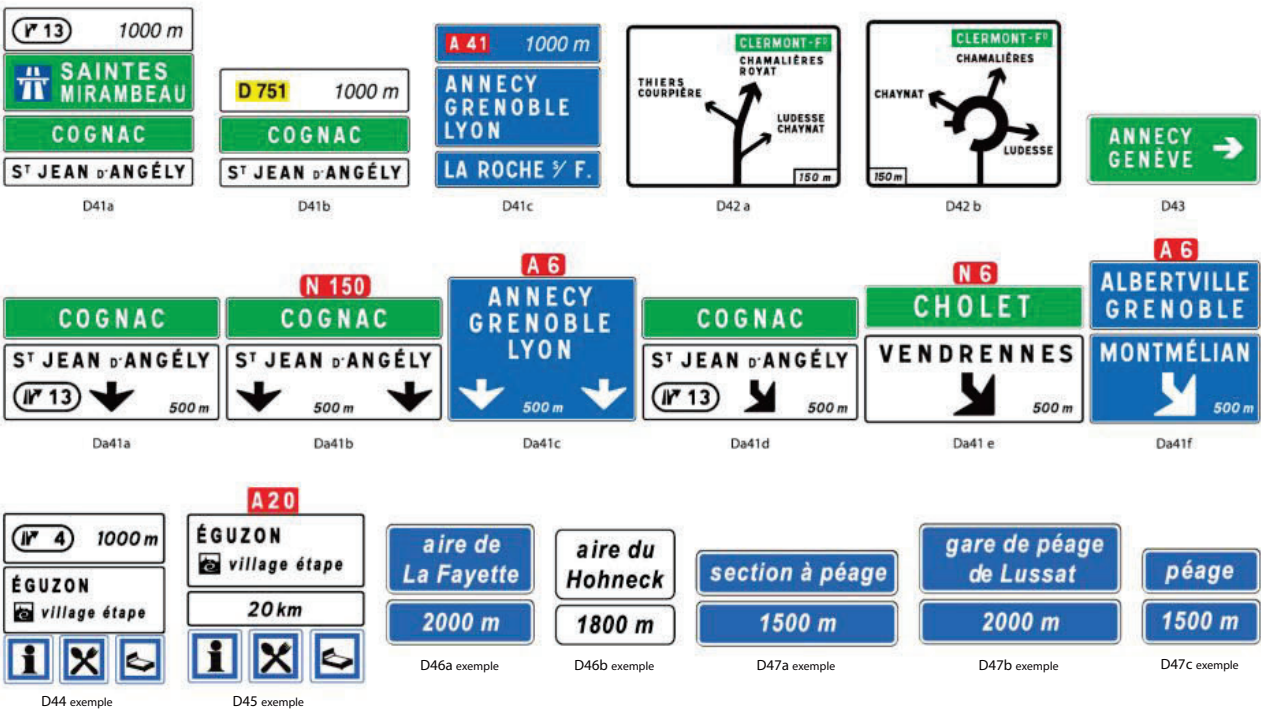 13 1000 m
SAINTES
MIRAMBEAU
COGNAC
ST JEAN D'ANGÉLY
D41a
D 751 1000 m
COGNAC
ST JEAN D'ANGÉLY
D41b
A 41 1000 m
ANNECY
GRENOBLE
LYON
LA ROCHE S/ F.
D41c
CLERMONT-FD
CHAMALIÈRES
ROYAT
THIERS
COURPIÈRE
LUDESSE
CHAYNAT
150 m
D42 a
CLERMONT-FD
CHAMALIÈRES
CHAYNAT
LUDESSE
150 m
D42 b
ANNECY
GENÈVE
D43
COGNAC
ST JEAN D'ANGÉLY
13 500 m
Da41a
N 150
COGNAC
ST JEAN D'ANGÉLY
500 m
Da41b
A 6
ANNECY
GRENOBLE
LYON
500 m
Da41c
COGNAC
ST JEAN D'ANGÉLY
13 500 m
Da41d
N 6
CHOLET
VENDRENNES
500 m
Da41 e
A 6
ALBERTVILLE
GRENOBLE
MONTMÉLIAN
500 m
Da41f
4 1000 m
ÉGUZON
village étape
i
D44 exemple
A20
ÉGUZON
village étape
20 km
i
D45 exemple
aire de
La Fayette
2000 m
D46a exemple
aire du
Hohneck
1800 m
D46b exemple
section à péage
1500 m
D47a exemple
gare de péage
de Lussat
2000 m
D47b exemple
péage
1500 m
D47c exemple